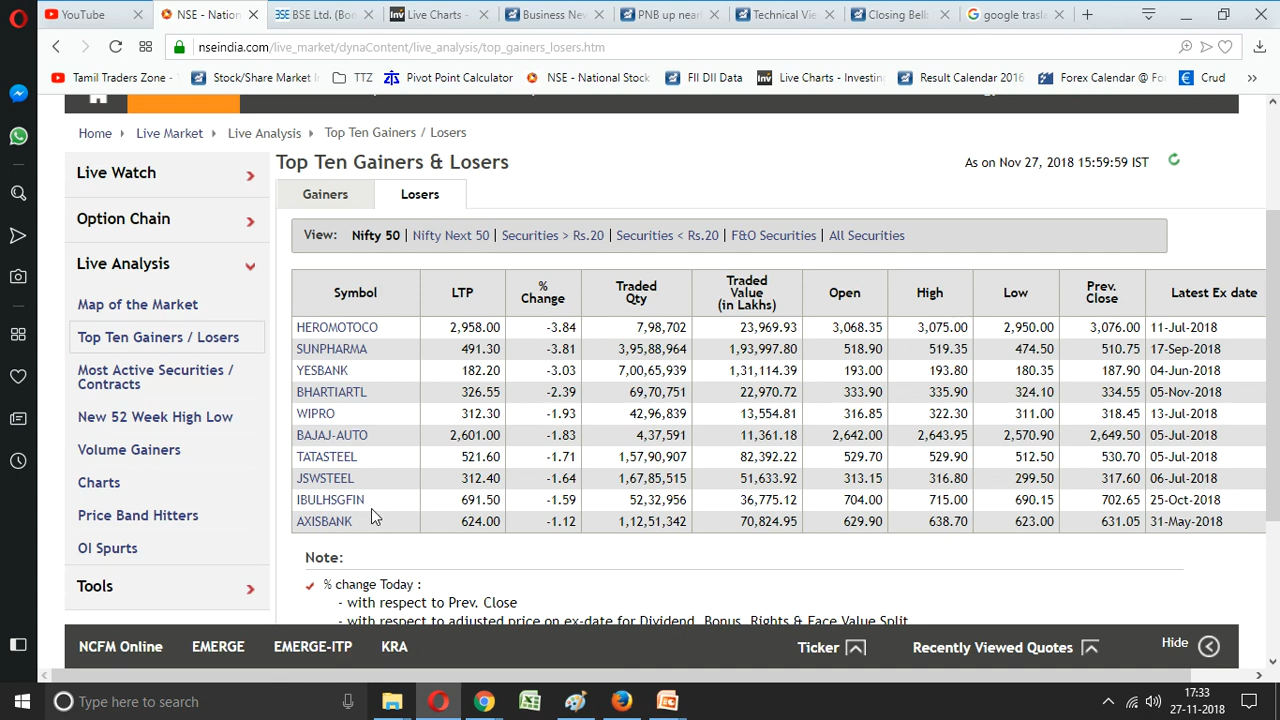 YouTube
NSE - Nation
BSE Ltd. (Bon
Live Charts -
Business Nev
PNB up near
Technical Vie
Closing Bell:
google trasla
nseindia.com/live_market/dynaContent/live_analysis/top_gainers_losers.htm
Tamil Traders Zone -
Stock/Share Market I
TTZ
Pivot Point Calculator
NSE - National Stock
FII DII Data
Live Charts - Investing
Result Calendar 2016
Forex Calendar @ Fo
Crud
Home
Live Market
Live Analysis
Top Ten Gainers / Losers
Live Watch
Option Chain
Live Analysis
Map of the Market
Top Ten Gainers / Losers
Most Active Securities /
Contracts
New 52 Week High Low
Volume Gainers
Charts
Price Band Hitters
OI Spurts
Tools
Top Ten Gainers & Losers
As on Nov 27, 2018 15:59:59 IST
Gainers Losers
View: Nifty 50 | Nifty Next 50 | Securities > Rs.20 | Securities < Rs.20 | F&O Securities | All Securities
Symbol LTP % Change Traded Qty Traded Value (in Lakhs) Open High Low Prev. Close Latest Ex date
HEROMOTOCO 2,958.00 -3.84 7,98,702 23,969.93 3,068.35 3,075.00 2,950.00 3,076.00 11-Jul-2018
SUNPHARMA 491.30 -3.81 3,95,88,964 1,93,997.80 518.90 519.35 474.50 510.75 17-Sep-2018
YESBANK 182.20 -3.03 7,00,65,939 1,31,114.39 193.00 193.80 180.35 187.90 04-Jun-2018
BHARTIARTL 326.55 -2.39 69,70,751 22,970.72 333.90 335.90 324.10 334.55 05-Nov-2018
WIPRO 312.30 -1.93 42,96,839 13,554.81 316.85 322.30 311.00 318.45 13-Jul-2018
BAJAJ-AUTO 2,601.00 -1.83 4,37,591 11,361.18 2,642.00 2,643.95 2,570.90 2,649.50 05-Jul-2018
TATASTEEL 521.60 -1.71 1,57,90,907 82,392.22 529.70 529.90 512.50 530.70 05-Jul-2018
JSWSTEEL 312.40 -1.64 1,67,85,515 51,633.92 313.15 316.80 299.50 317.60 06-Jul-2018
IBULHSGFIN 691.50 -1.59 52,32,956 36,775.12 704.00 715.00 690.15 702.65 25-Oct-2018
AXISBANK 624.00 -1.12 1,12,51,342 70,824.95 629.90 638.70 623.00 631.05 31-May-2018
Note:
% change Today :
- with respect to Prev. Close
- with respect to adjusted price on ex-date for Dividend, Bonus, Rights & Face Value Split
NCFM Online
EMERGE
EMERGE-ITP
KRA
Ticker
Recently Viewed Quotes
Hide
Type here to search
17:33
27-11-2018